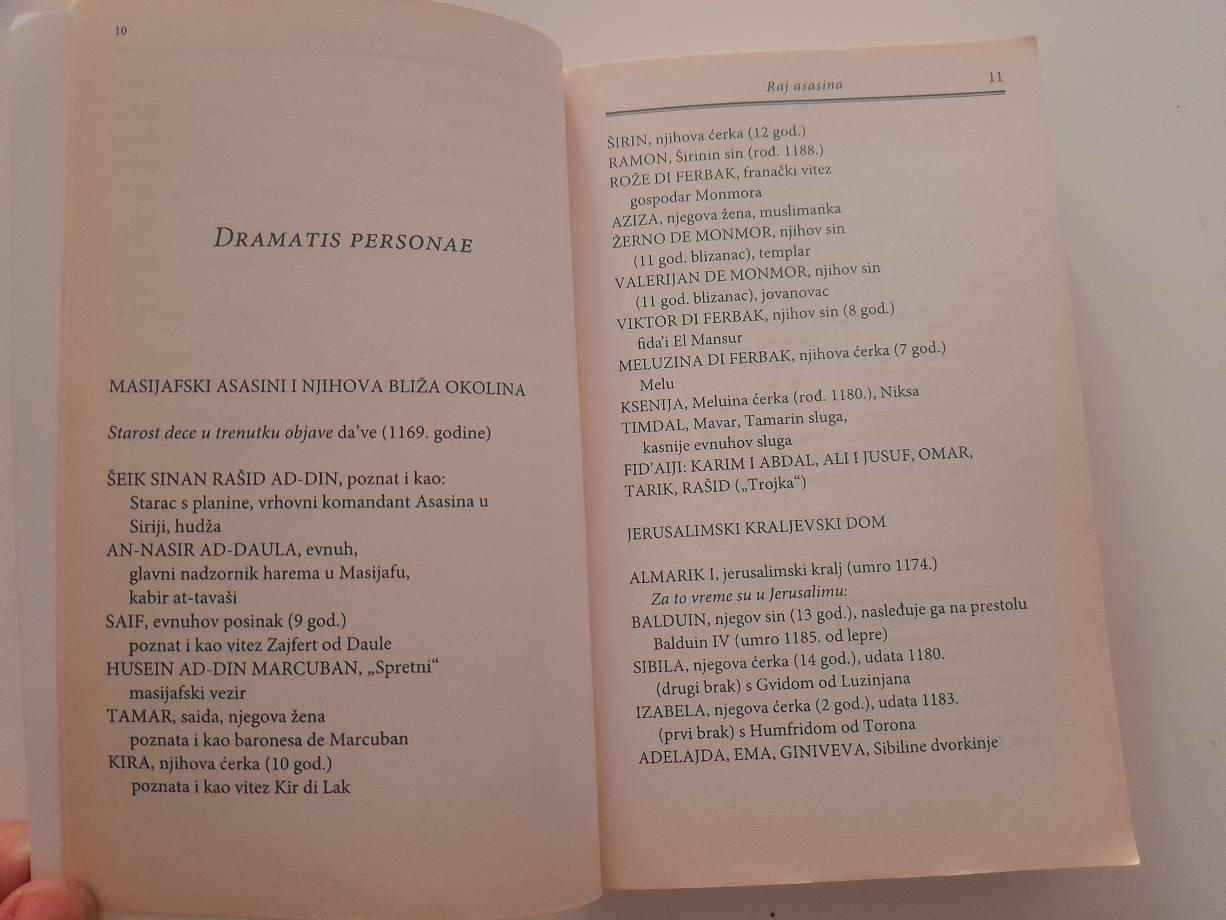 10
DRAMATIS PERSONAE
MASIJAFSKI ASASINI I NJIHOVA BLIŽA OKOLINA
Starost dece u trenutku objave da’ve (1169. godine)
ŠEIK SINAN RAŠID AD-DIN, poznat i kao:
Starac s planine, vrhovni komandant Asasina u
Siriji, hudža
AN-NASIR AD-DAULA, evnuh,
glavni nadzornik harema u Masijafu,
kabir at-tavaši
SAIF, evnuhov posinak (9 god.)
poznat i kao vitez Zajfert od Daule
HUSEIN AD-DIN MARCUBAN, „Spretni“
masijafski vezir
TAMAR, saida, njegova žena
poznata i kao baronesa de Marcuban
KIRA, njihova ćerka (10 god.)
poznata i kao vitez Kir di Lak
Raj asasina
11
ŠIRIN, njihova ćerka (12 god.)
RAMON, Širinin sin (rođ. 1188.)
ROŽE DI FERBAK, franački vitez
gospodar Monmora
AZIZA, njegova žena, muslimanka
ŽERNO DE MONMOR, njihov sin
(11 god. blizanac), templar
VALERIJAN DE MONMOR, njihov sin
(11 god. blizanac), jovanovac
VIKTOR DI FERBAK, njihov sin (8 god.)
fida’i El Mansur
MELUZINA DI FERBAK, njihova ćerka (7 god.)
Melu
KSENIJA, Meluina ćerka (rođ. 1180.), Niksa
TIMDAL, Mavar, Tamarin sluga,
kasnije evnuhov sluga
FID’AIJI: KARIM I ABDAL, ALI I JUSUF, OMAR,
TARIK, RAŠID („Trojka“)
JERUSALIMSKI KRALJEVSKI DOM
ALMARIK I, jerusalimski kralj (umro 1174.)
Za to vreme su u Jerusalimu:
BALDUIN, njegov sin (13 god.), nasleđuje ga na prestolu
Balduin IV (umro 1185. od lepre)
SIBILA, njegova ćerka (14 god.), udata 1180.
(drugi brak) s Gvidom od Luzinjana
IZABELA, njegova ćerka (2 god.), udata 1183.
(prvi brak) s Humfridom od Torona
ADELAJDA, EMA, GINIVEVA, Sibiline dvorkinje